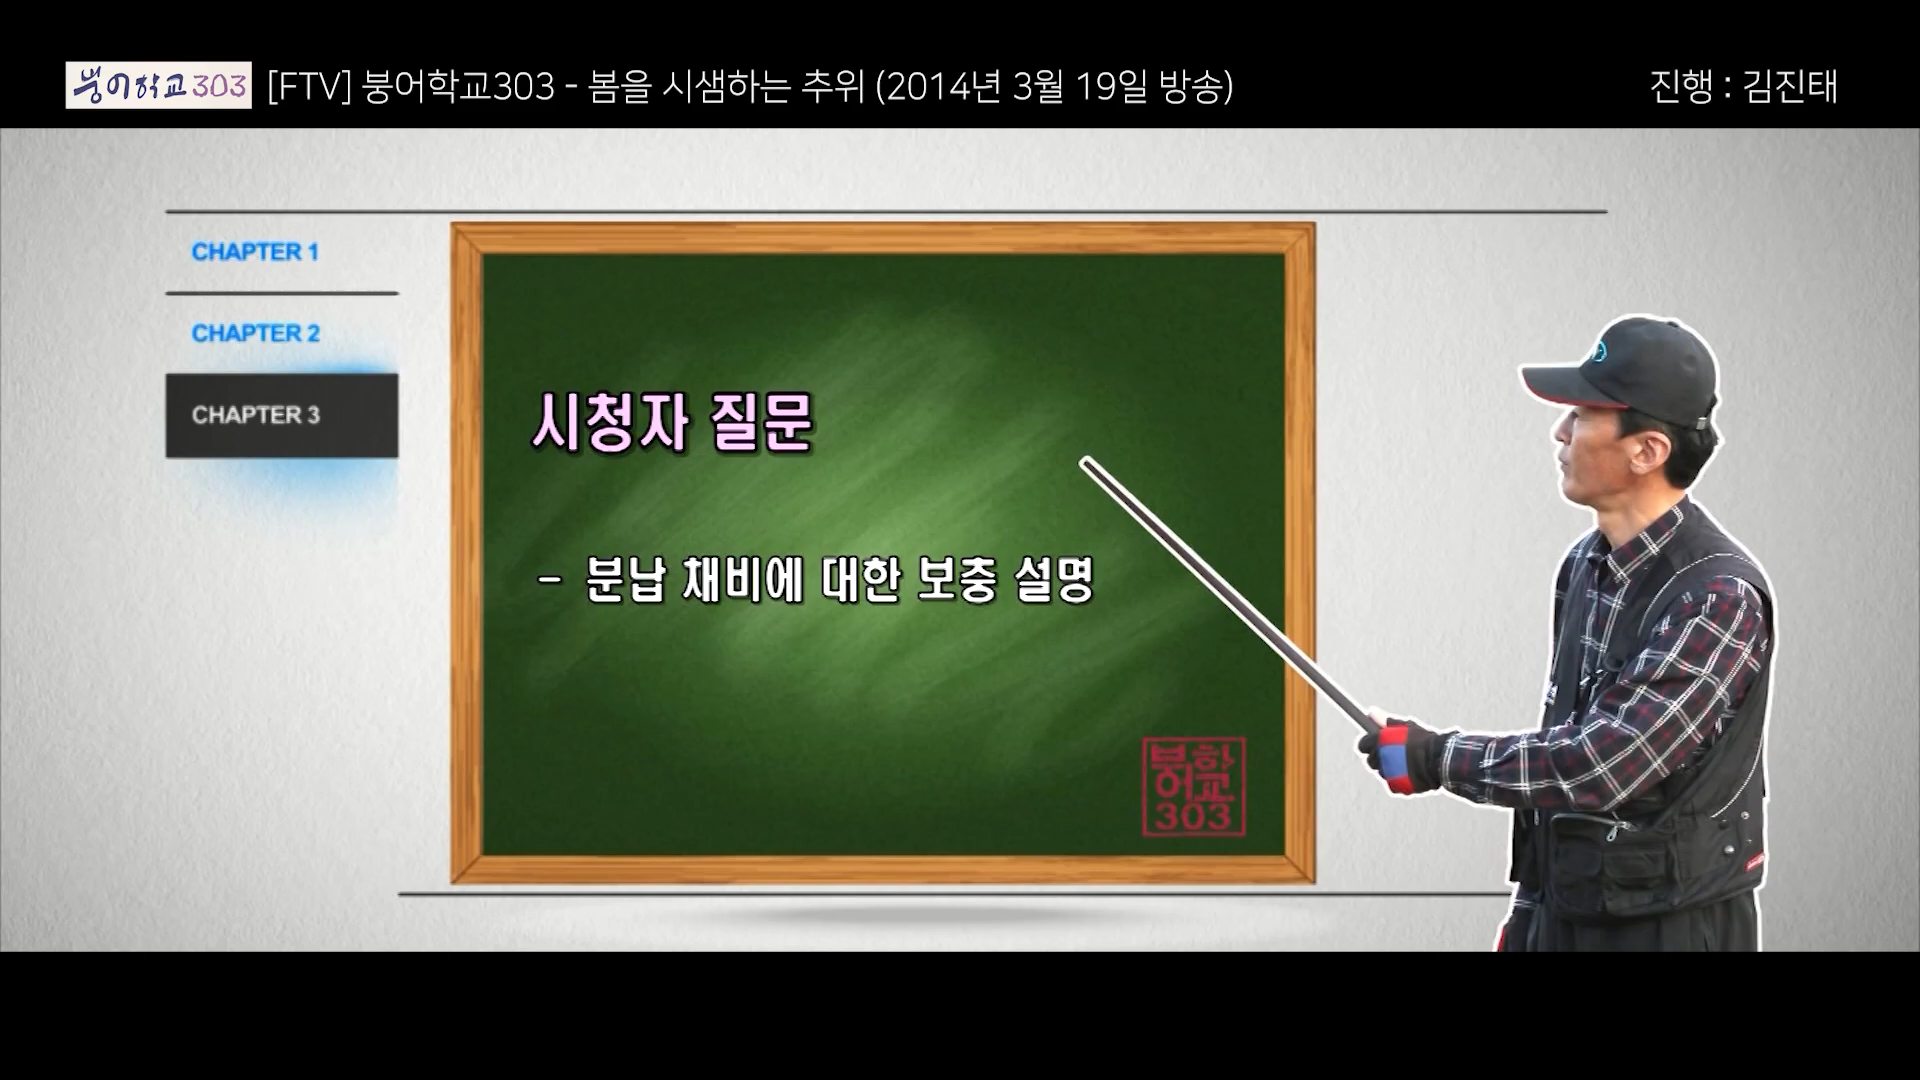 붕어학교303 [FTV] 붕어학교303 - 봄을 시샘하는 추위 (2014년 3월 19일 방송)
진행 : 김진태
CHAPTER 1
CHAPTER 2
CHAPTER 3
시청자 질문
- 분납 채비에 대한 보충 설명
붕어학교
303